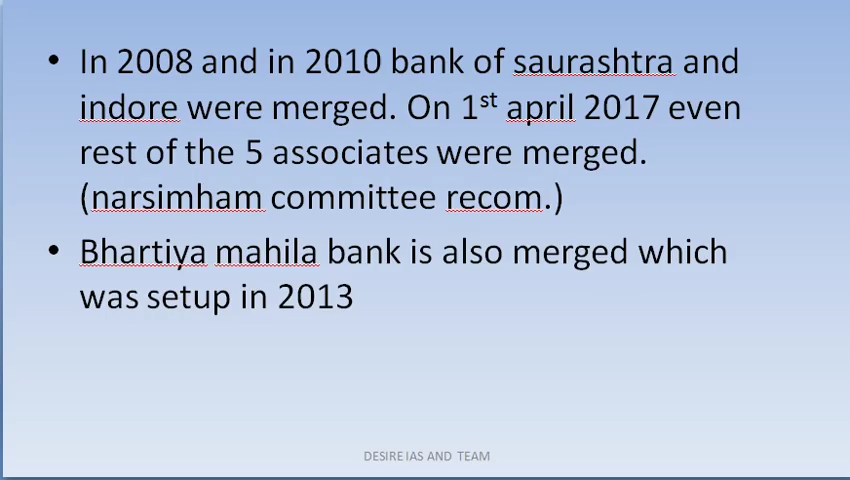 • In 2008 and in 2010 bank of saurashtra and
indore were merged. On 1st april 2017 even
rest of the 5 associates were merged.
(narsimham committee recom.)
• Bhartiya mahila bank is also merged which
was setup in 2013
DESIRE IAS AND TEAM